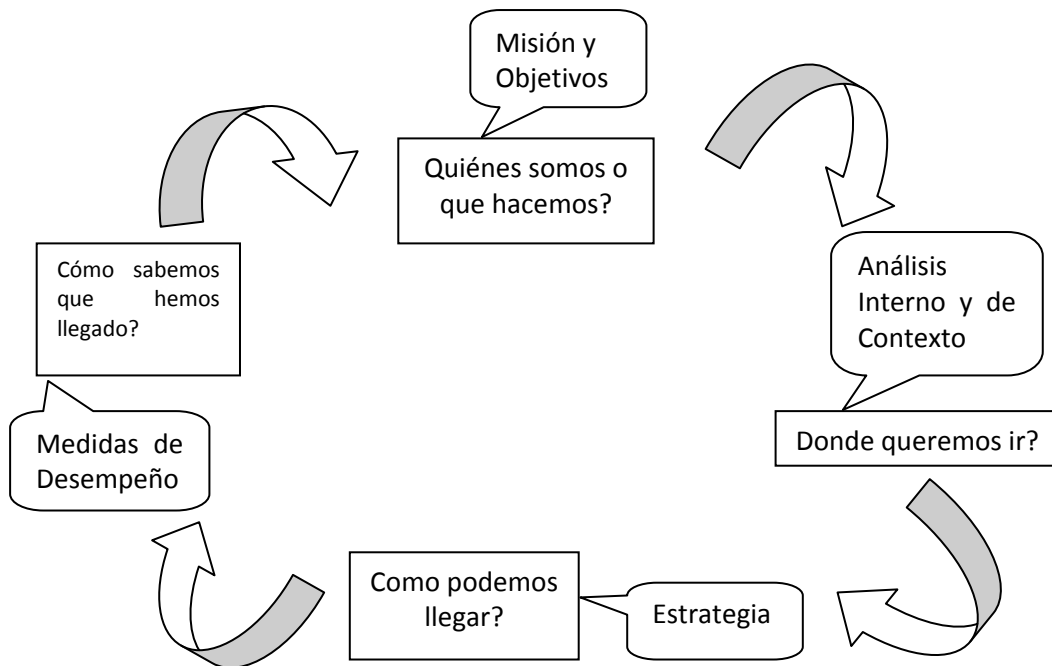 Misión y
Objetivos
Quiénes somos o
que hacemos?
Análisis
Interno y de
Contexto
Donde queremos ir?
Estrategia
Como podemos
llegar?
Medidas de
Desempeño
Cómo sabemos
que hemos
llegado?